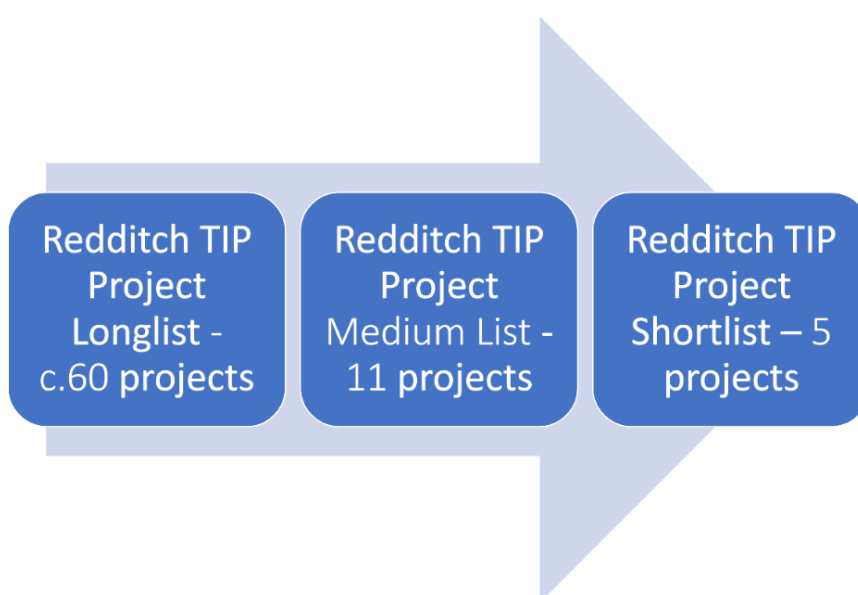 Redditch TIP
Project
Longlist -
c.60 projects
Redditch TIP
Project
Medium List -
11 projects
Redditch TIP
Project
Shortlist – 5
projects